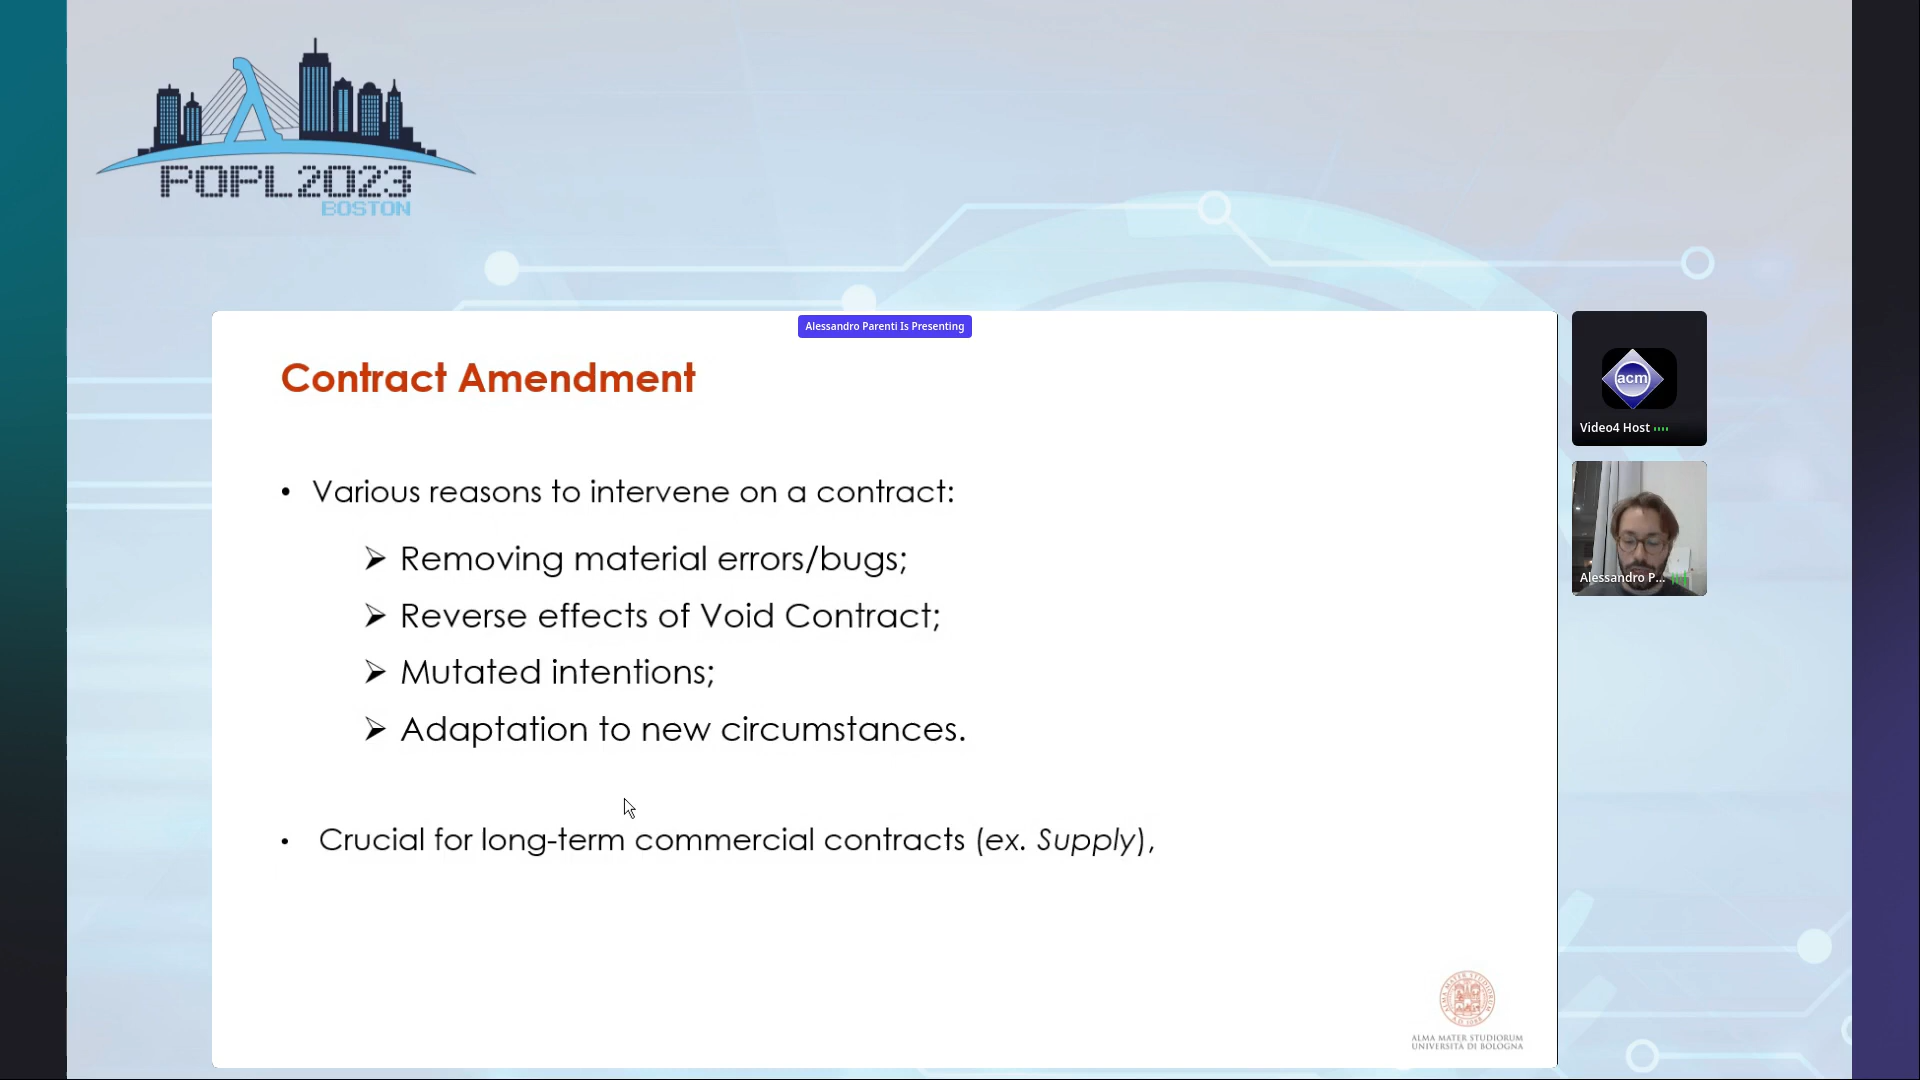 POPL2023
BOSTON
Alessandro Parenti Is Presenting
Contract Amendment
• Various reasons to intervene on a contract:
➢ Removing material errors/bugs;
➢ Reverse effects of Void Contract;
➢ Mutated intentions;
➢ Adaptation to new circumstances.
• Crucial for long-term commercial contracts (ex. Supply),
acm
Video4 Host
Alessandro P...
ALMA MATER STUDIORUM
UNIVERSITÀ DI BOLOGNA